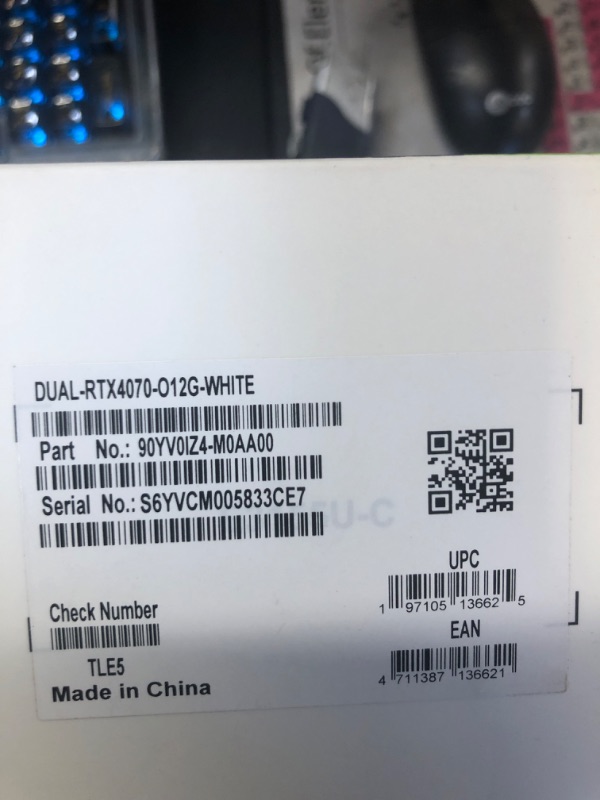 DUAL-RTX4070-O12G-WHITE
Part No.: 90YV0IZ4-M0AA00
Serial No.: S6YVCM005833CE7
UPC
1 97105 13662 5
Check Number
EAN
TLE5
4 711387 136621
Made in China